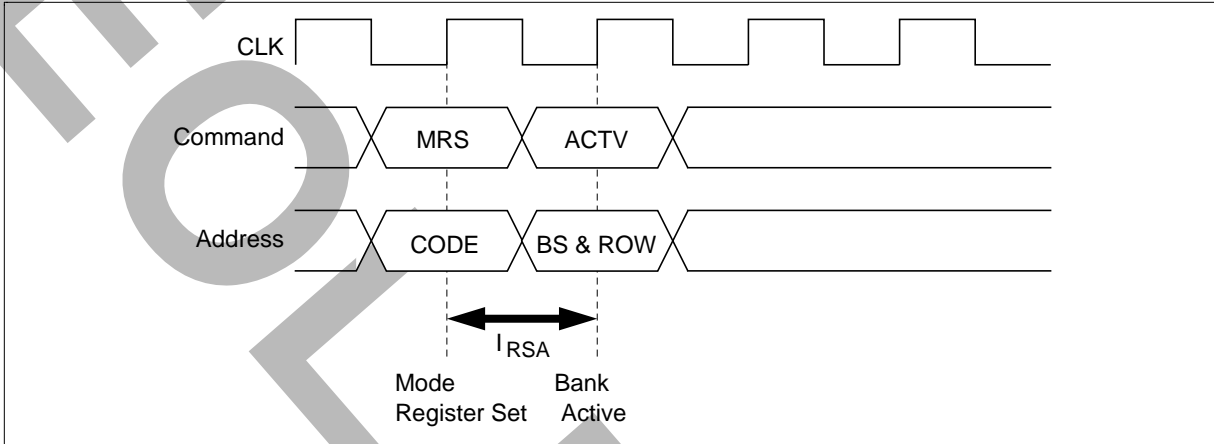 CLK
Command MRS ACTV
Address CODE BS & ROW
I RSA
Mode Bank
Register Set Active